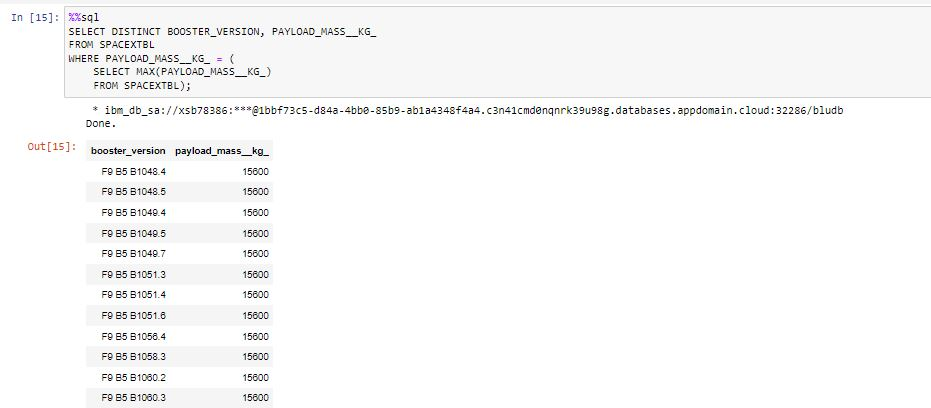 In [15]: %%sql
SELECT DISTINCT BOOSTER_VERSION, PAYLOAD_MASS__KG_
FROM SPACEXTBL
WHERE PAYLOAD_MASS__KG_ = (
SELECT MAX(PAYLOAD_MASS__KG_)
FROM SPACEXTBL);
* ibm_db_sa://xsb78386:***@1bbf73c5-d84a-4bb0-85b9-ab1a4348f4a4.c3n41cmd0nqnrk39u98g.databases.appdomain.cloud:32286/bludb
Done.
Out[15]: booster_version payload_mass__kg_
F9 B5 B1048.4 15600
F9 B5 B1048.5 15600
F9 B5 B1049.4 15600
F9 B5 B1049.5 15600
F9 B5 B1049.7 15600
F9 B5 B1051.3 15600
F9 B5 B1051.4 15600
F9 B5 B1051.6 15600
F9 B5 B1056.4 15600
F9 B5 B1058.3 15600
F9 B5 B1060.2 15600
F9 B5 B1060.3 15600